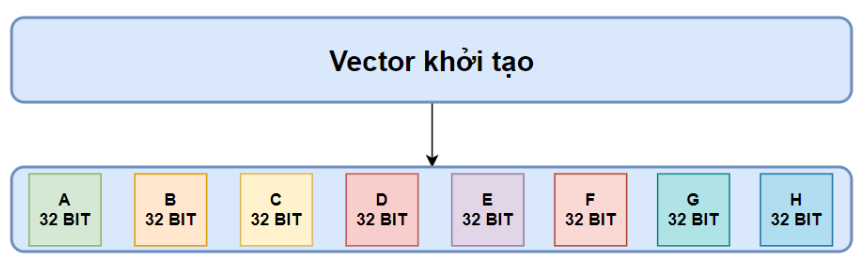 Vector khởi tạo
A
32 BIT
B
32 BIT
C
32 BIT
D
32 BIT
E
32 BIT
F
32 BIT
G
32 BIT
H
32 BIT